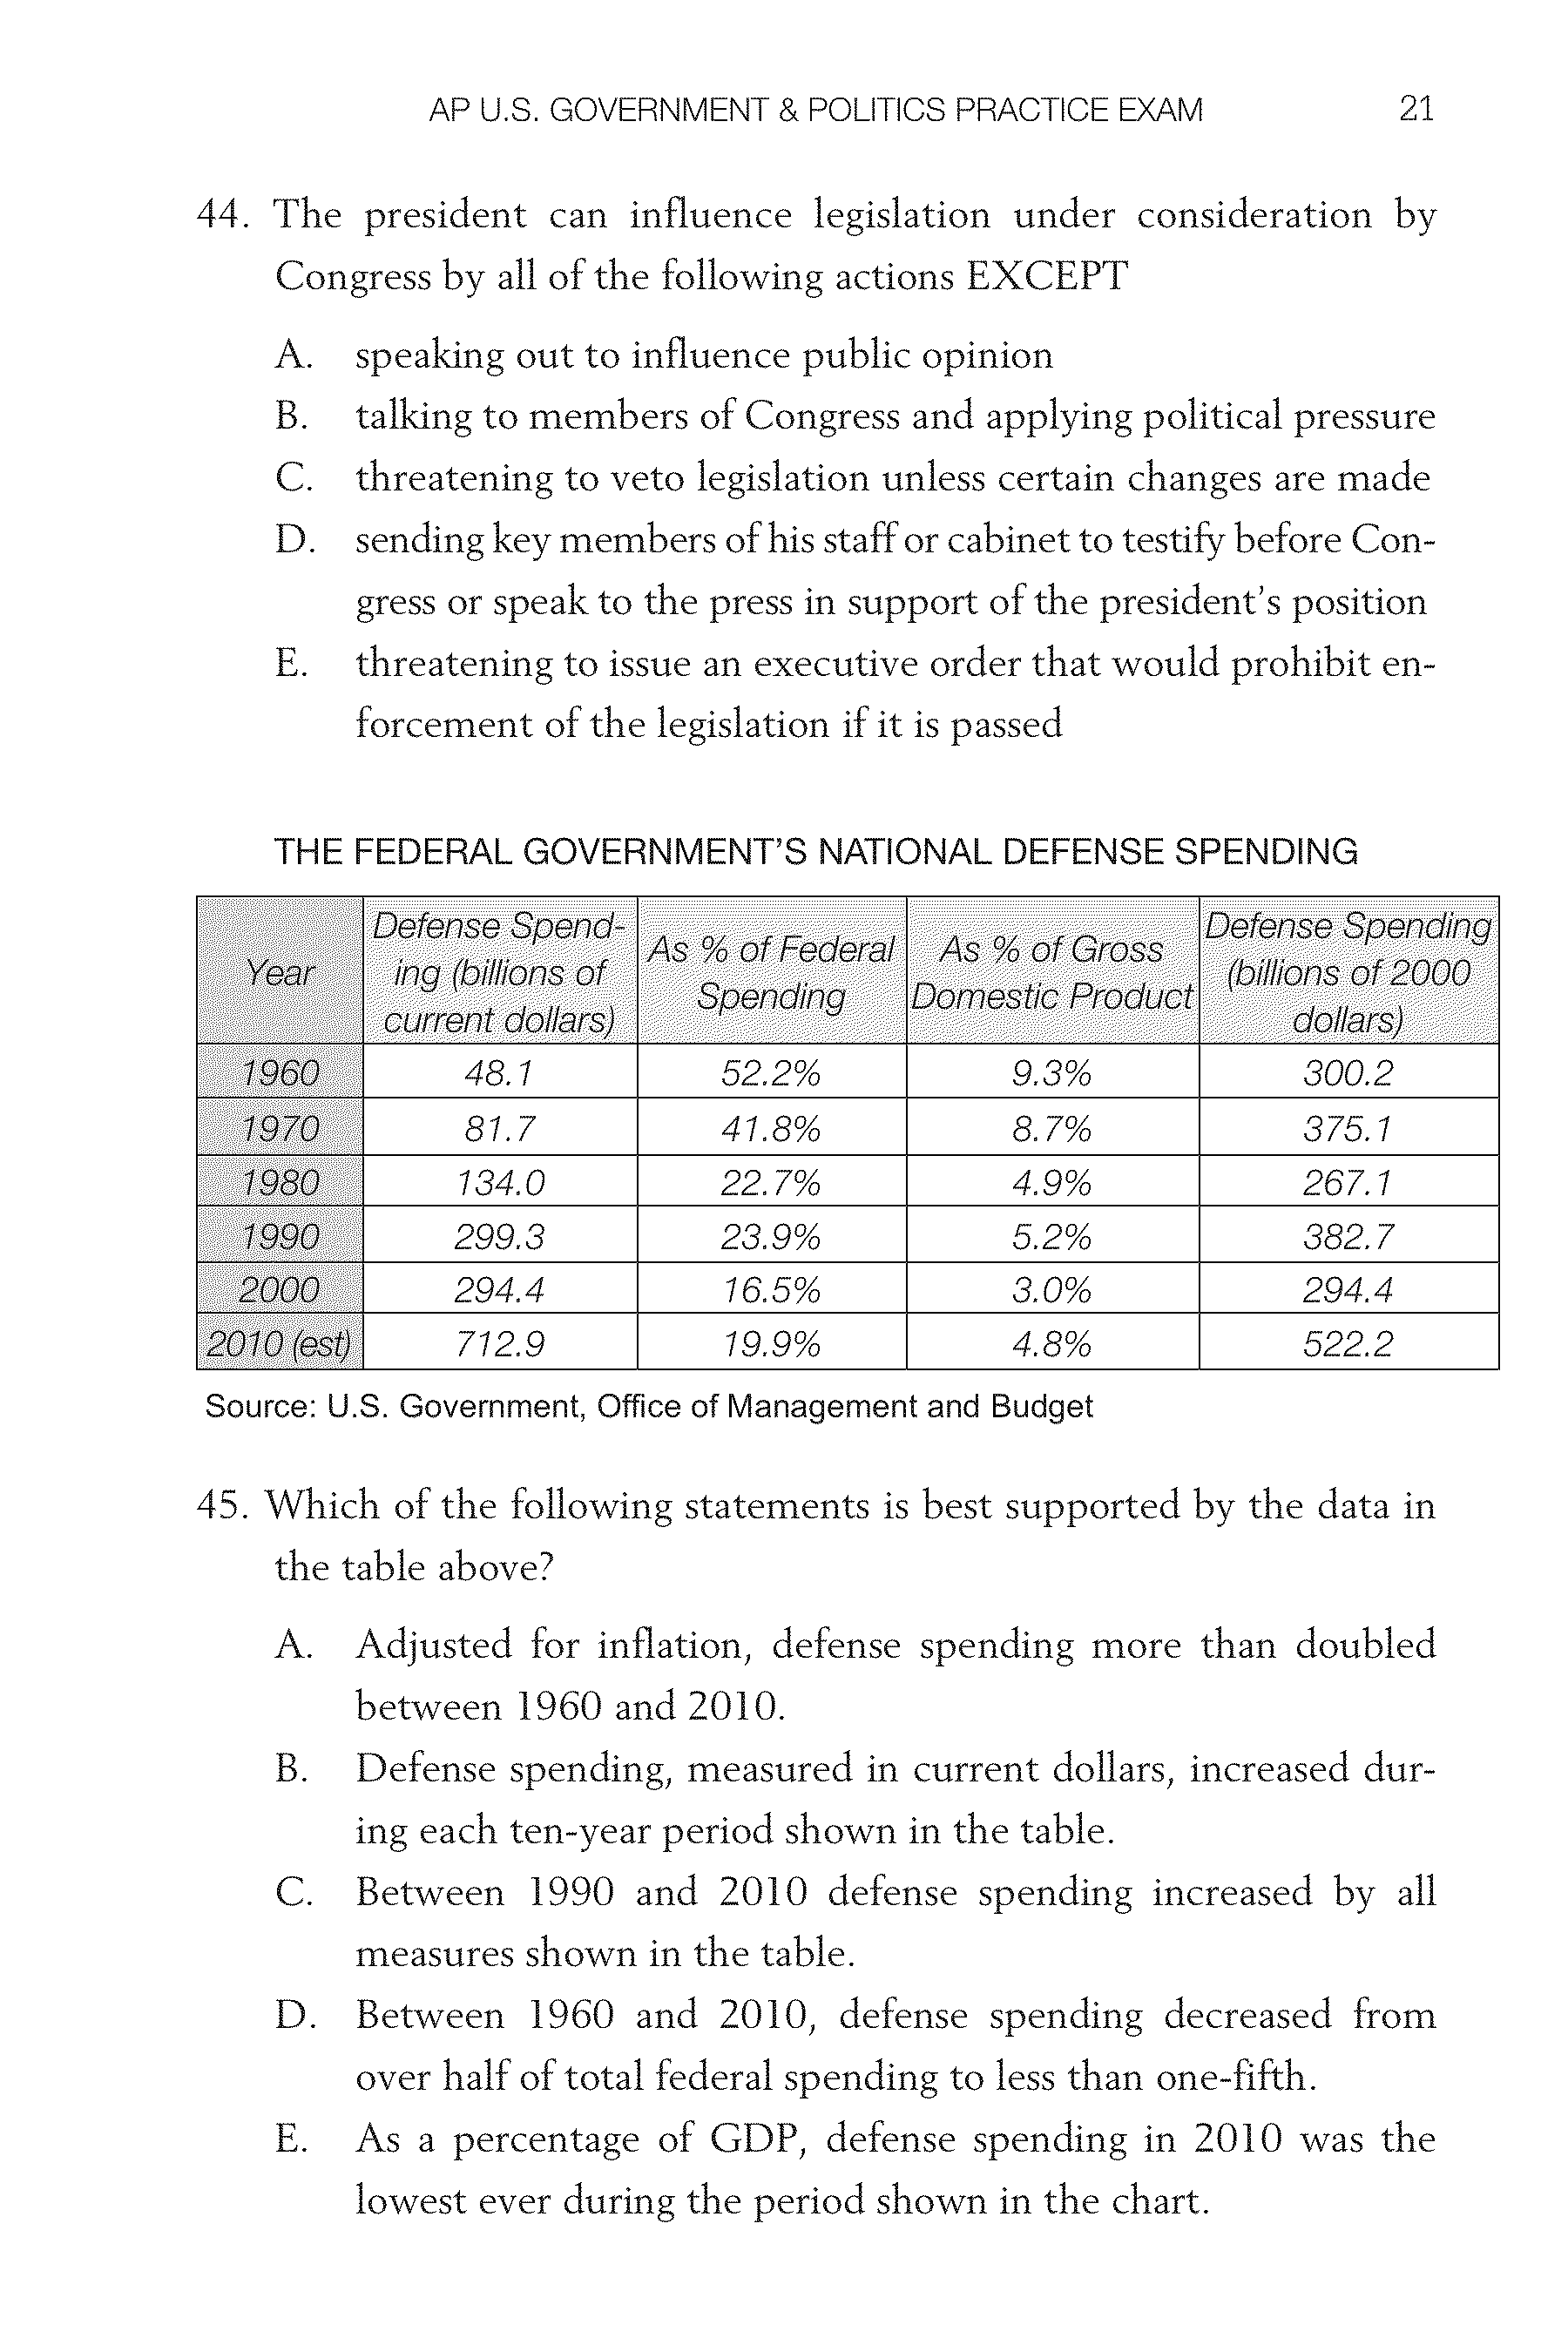 AP U.S. GOVERNMENT & POLITICS PRACTICE EXAM 21
44. The president can influence legislation under consideration by
Congress by all of the following actions EXCEPT
A. speaking out to influence public opinion
B. talking to members of Congress and applying political pressure
C. threatening to veto legislation unless certain changes are made
D. sending key members of his staff or cabinet to testify before Con-
gress or speak to the press in support of the president's position
E. threatening to issue an executive order that would prohibit en-
forcement of the legislation if it is passed
THE FEDERAL GOVERNMENT'S NATIONAL DEFENSE SPENDING
Year
Defense Spend-
ing (billions of
current dollars)
As % of Federal
Spending
As % of Gross
Domestic Product
Defense Spending
(billions of 2000
dollars)
1960 48.1 52.2% 9.3% 300.2
1970 81.7 41.8% 8.7% 375.1
1980 134.0 22.7% 4.9% 267.1
1990 299.3 23.9% 5.2% 382.7
2000 294.4 16.5% 3.0% 294.4
2010 (est) 712.9 19.9% 4.8% 522.2
Source: U.S. Government, Office of Management and Budget
45. Which of the following statements is best supported by the data in
the table above?
A. Adjusted for inflation, defense spending more than doubled
between 1960 and 2010.
B. Defense spending, measured in current dollars, increased dur-
ing each ten-year period shown in the table.
C. Between 1990 and 2010 defense spending increased by all
measures shown in the table.
D. Between 1960 and 2010, defense spending decreased from
over half of total federal spending to less than one-fifth.
E. As a percentage of GDP, defense spending in 2010 was the
lowest ever during the period shown in the chart.